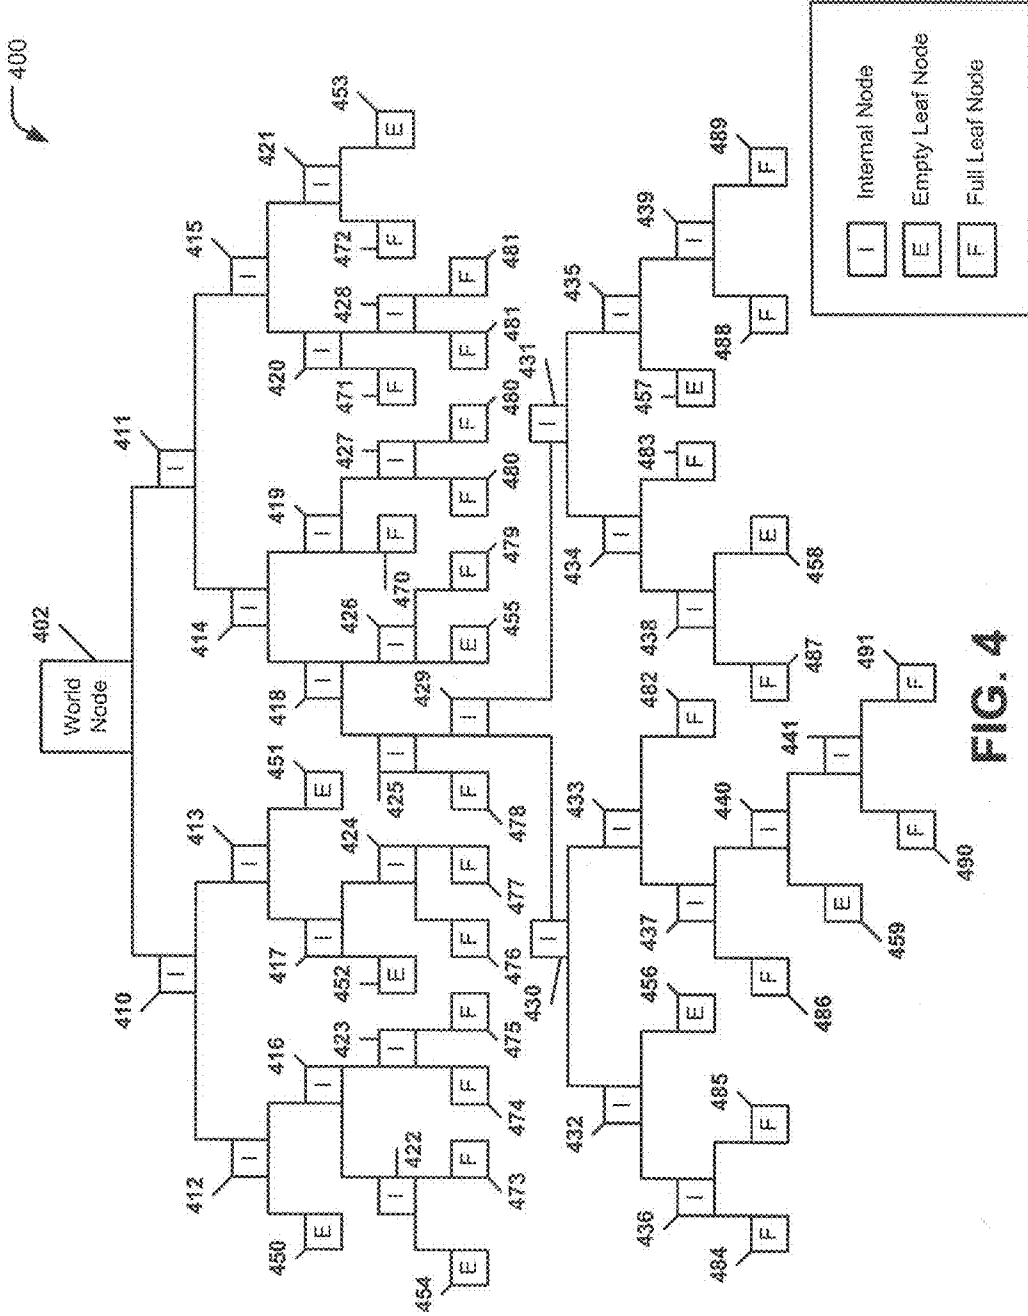 400
World
Node
402
I
410
I
411
I
412
I
413
I
414
I
415
E
450
I
416
I
417
E
451
I
418
I
419
I
420
I
421
I
422
I
423
E
452
I
424
I
425
I
426
F
470
I
427
F
471
I
428
F
472
E
453
E
454
F
473
F
474
F
475
F
476
F
477
F
478
I
429
E
455
F
479
F
480
F
480
F
481
F
481
I
430
I
431
I
432
I
433
I
434
I
435
I
436
E
456
I
437
F
482
I
438
F
483
E
457
I
439
F
484
F
485
F
486
I
440
F
487
E
458
F
488
F
489
E
459
I
441
F
490
F
491
I Internal Node
E Empty Leaf Node
F Full Leaf Node
FIG. 4